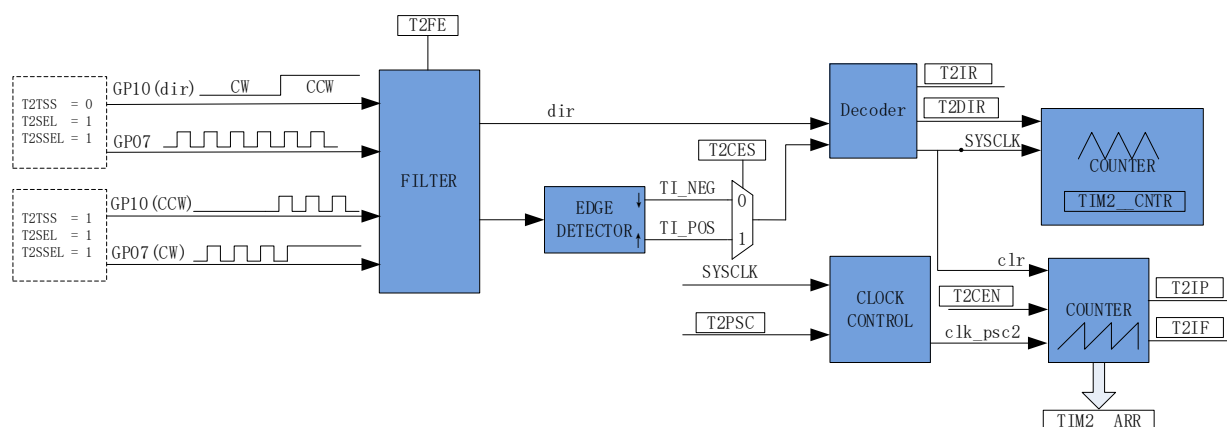 T2FE
GP10(dir)
CW
CCW
T2TSS = 0
T2SEL = 1
T2SSEL = 1
GP07
T2TSS = 1
T2SEL = 1
T2SSEL = 1
GP10(CCW)
GP07(CW)
FILTER
dir
EDGE
DETECTOR
TI_NEG
TI_POS
T2CES
0
1
Decoder
T2IR
T2DIR
SYSCLK
COUNTER
TIM2__CNTR
SYSCLK
T2PSC
CLOCK
CONTROL
clr
T2CEN
clk_psc2
COUNTER
T2IP
T2IF
TIM2__ARR